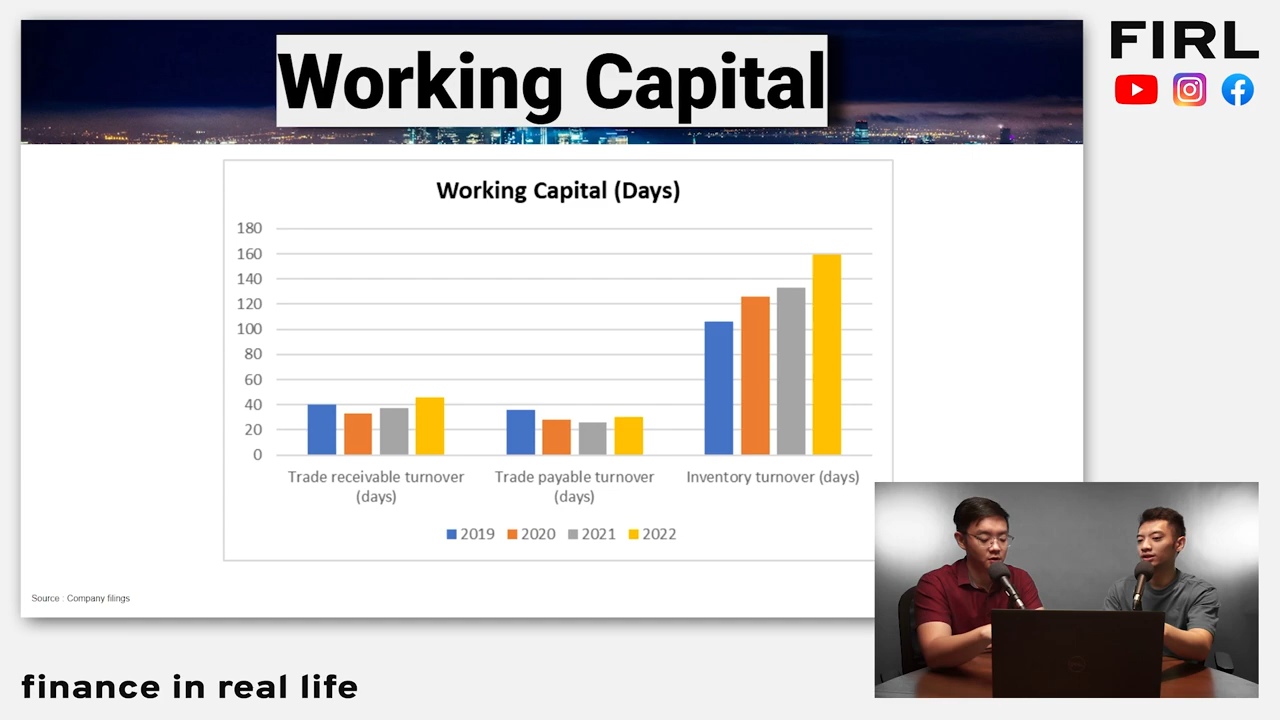 Working Capital
FIRL
Working Capital (Days)
180
160
140
120
100
80
60
40
20
0
Trade receivable turnover
(days)
Trade payable turnover
(days)
Inventory turnover (days)
2019 2020 2021 2022
Source : Company filings
finance in real life